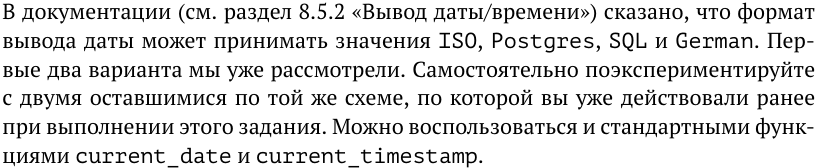 В документации (см. раздел 8.5.2 «Вывод даты/времени») сказано, что формат
вывода даты может принимать значения ISO, Postgres, SQL и German. Пер-
вые два варианта мы уже рассмотрели. Самостоятельно поэкспериментируйте
с двумя оставшимися по той же схеме, по которой вы уже действовали ранее
при выполнении этого задания. Можно воспользоваться и стандартными функ-
циями current_date и current_timestamp.